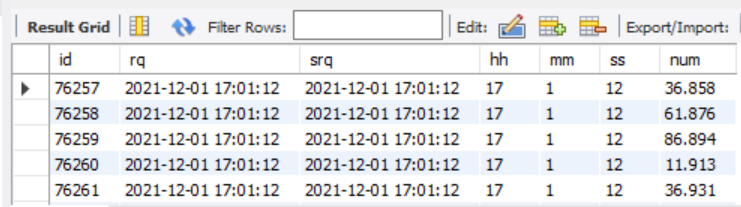 Result Grid Filter Rows: Edit: Export/Import:
id rq srq hh mm ss num
76257 2021-12-01 17:01:12 2021-12-01 17:01:12 17 1 12 36.858
76258 2021-12-01 17:01:12 2021-12-01 17:01:12 17 1 12 61.876
76259 2021-12-01 17:01:12 2021-12-01 17:01:12 17 1 12 86.894
76260 2021-12-01 17:01:12 2021-12-01 17:01:12 17 1 12 11.913
76261 2021-12-01 17:01:12 2021-12-01 17:01:12 17 1 12 36.931